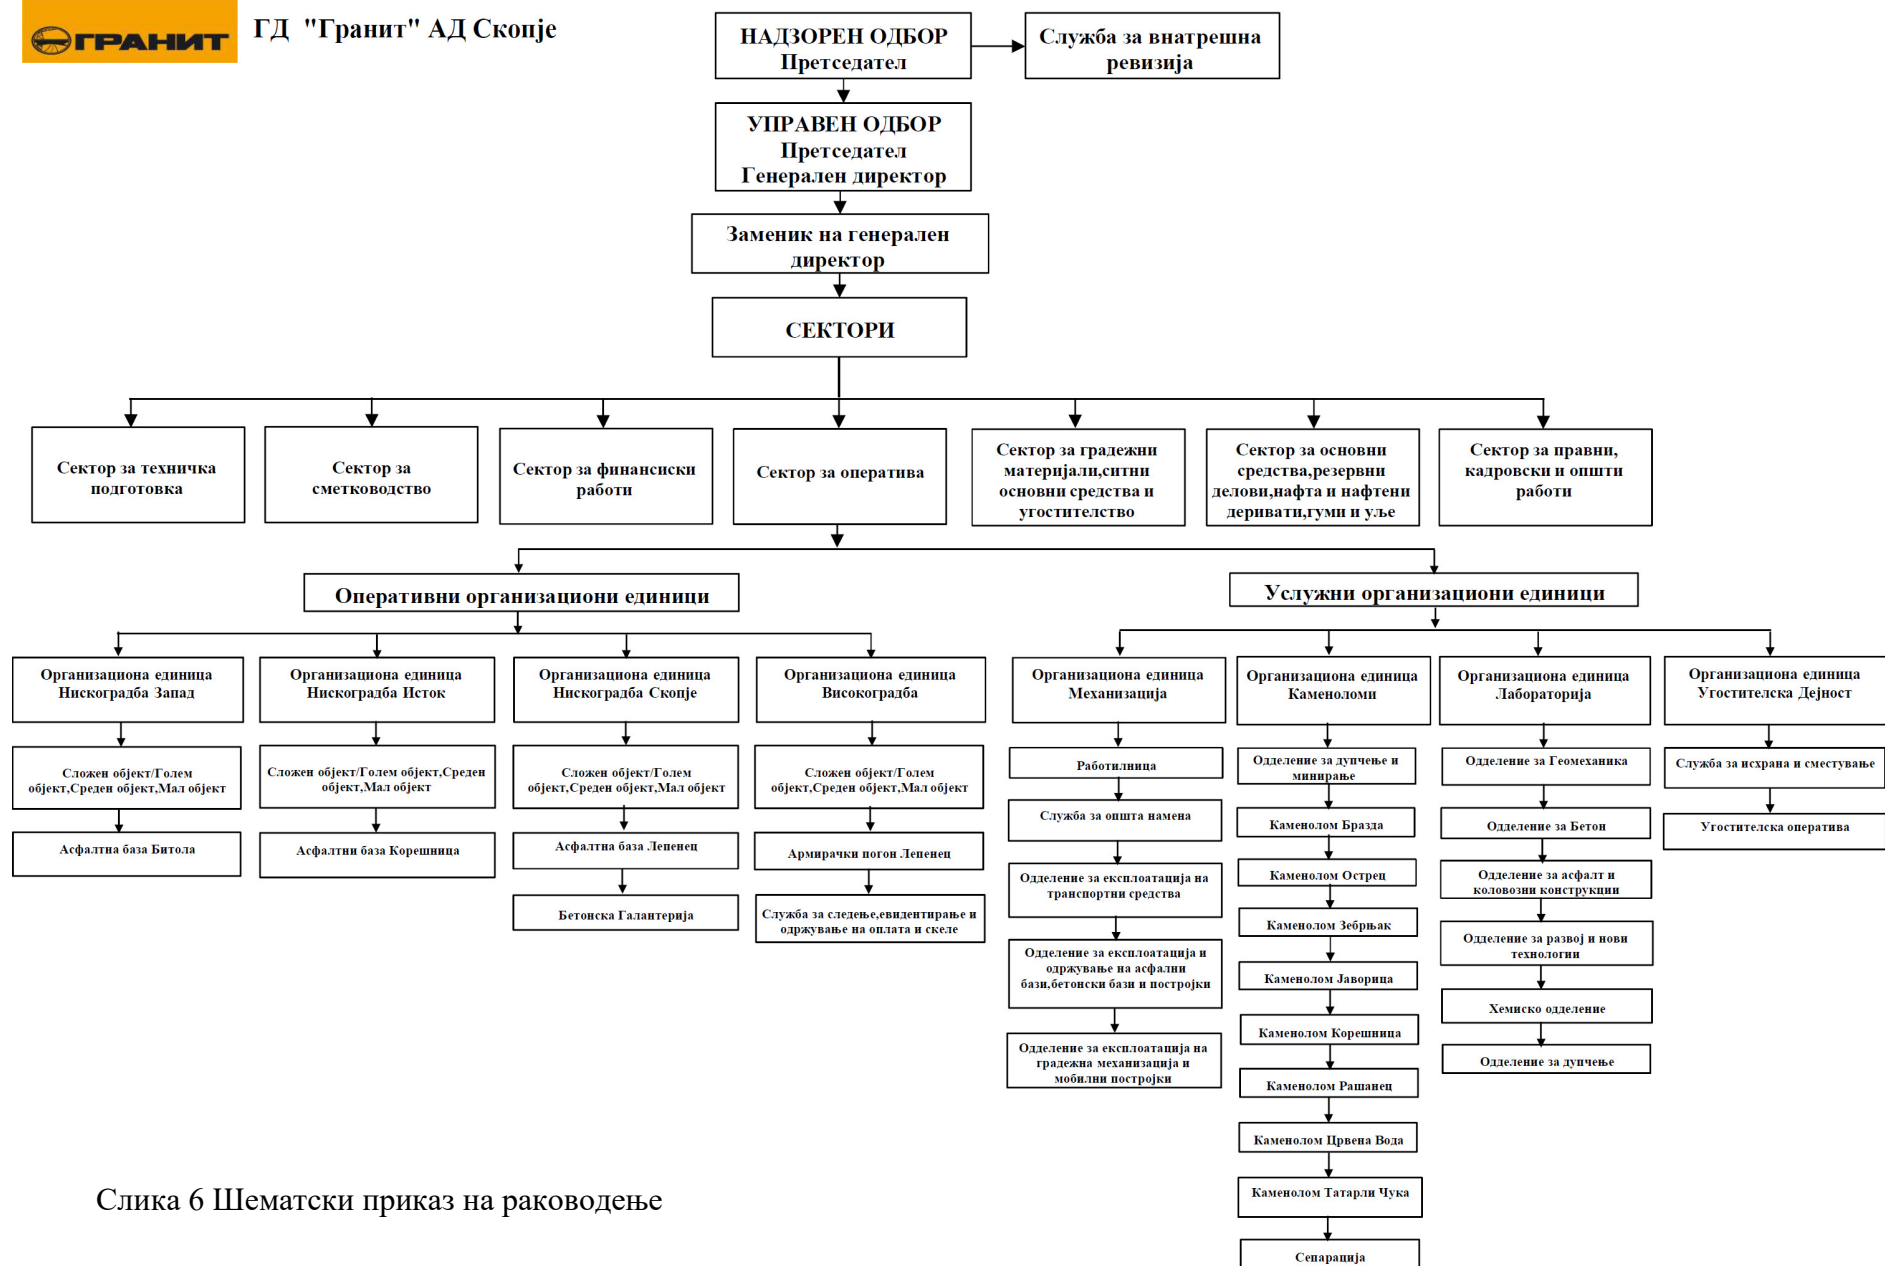 ГРАНИТ
ГД "Гранит" АД Скопје
НАДЗОРЕН ОДБОР
Претседател
Служба за внатрешна
ревизија
УПРАВЕН ОДБОР
Претседател
Генерален директор
Заменик на генерален
директор
СЕКТОРИ
Сектор за техничка
подготовка
Сектор за
сметководство
Сектор за финансиски
работи
Сектор за оператива
Сектор за градежни
материјали,ситни
основни средства и
угостителство
Сектор за основни
средства,резервни
делови,нафта и нафтени
деривати,гуми и уље
Сектор за правни,
кадровски и општи
работи
Оперативни организациони единици
Услужни организациони единици
Организациона единица
Нискоградба Запад
Организациона единица
Нискоградба Исток
Организациона единица
Нискоградба Скопје
Организациона единица
Високоградба
Организациона единица
Механизација
Организациона единица
Каменоломи
Организациона единица
Лабораторија
Организациона единица
Угостителска Дејност
Сложен објект/Голем
објект,Среден објект,Мал објект
Сложен објект/Голем објект,Среден
објект,Мал објект
Сложен објект/Голем
објект,Среден објект,Мал објект
Сложен објект/Голем
објект,Среден објект,Мал објект
Асфалтна база Битола
Асфалтни база Корешница
Асфалтна база Лепенец
Армирачки погон Лепенец
Бетонска Галантерија
Служба за следење,евидентирање и
одржување на оплата и скеле
Работилница
Служба за општа намена
Одделение за експлоатација на
транспортни средства
Одделение за експлоатација и
одржување на асфални
бази,бетонски бази и постројки
Одделение за експлоатација на
градежна механизација и
мобилни постројки
Одделение за дупчење и
минирање
Каменолом Бразда
Каменолом Острец
Каменолом Зебрњак
Каменолом Јаворица
Каменолом Корешница
Каменолом Рашанец
Каменолом Црвена Вода
Каменолом Татарли Чука
Сепарација
Одделение за Геомеханика
Одделение за Бетон
Одделение за асфалт и
коловозни конструкции
Одделение за развој и нови
технологии
Хемиско одделение
Одделение за дупчење
Служба за исхрана и сместување
Угостителска оператива
Слика 6 Шематски приказ на раководење